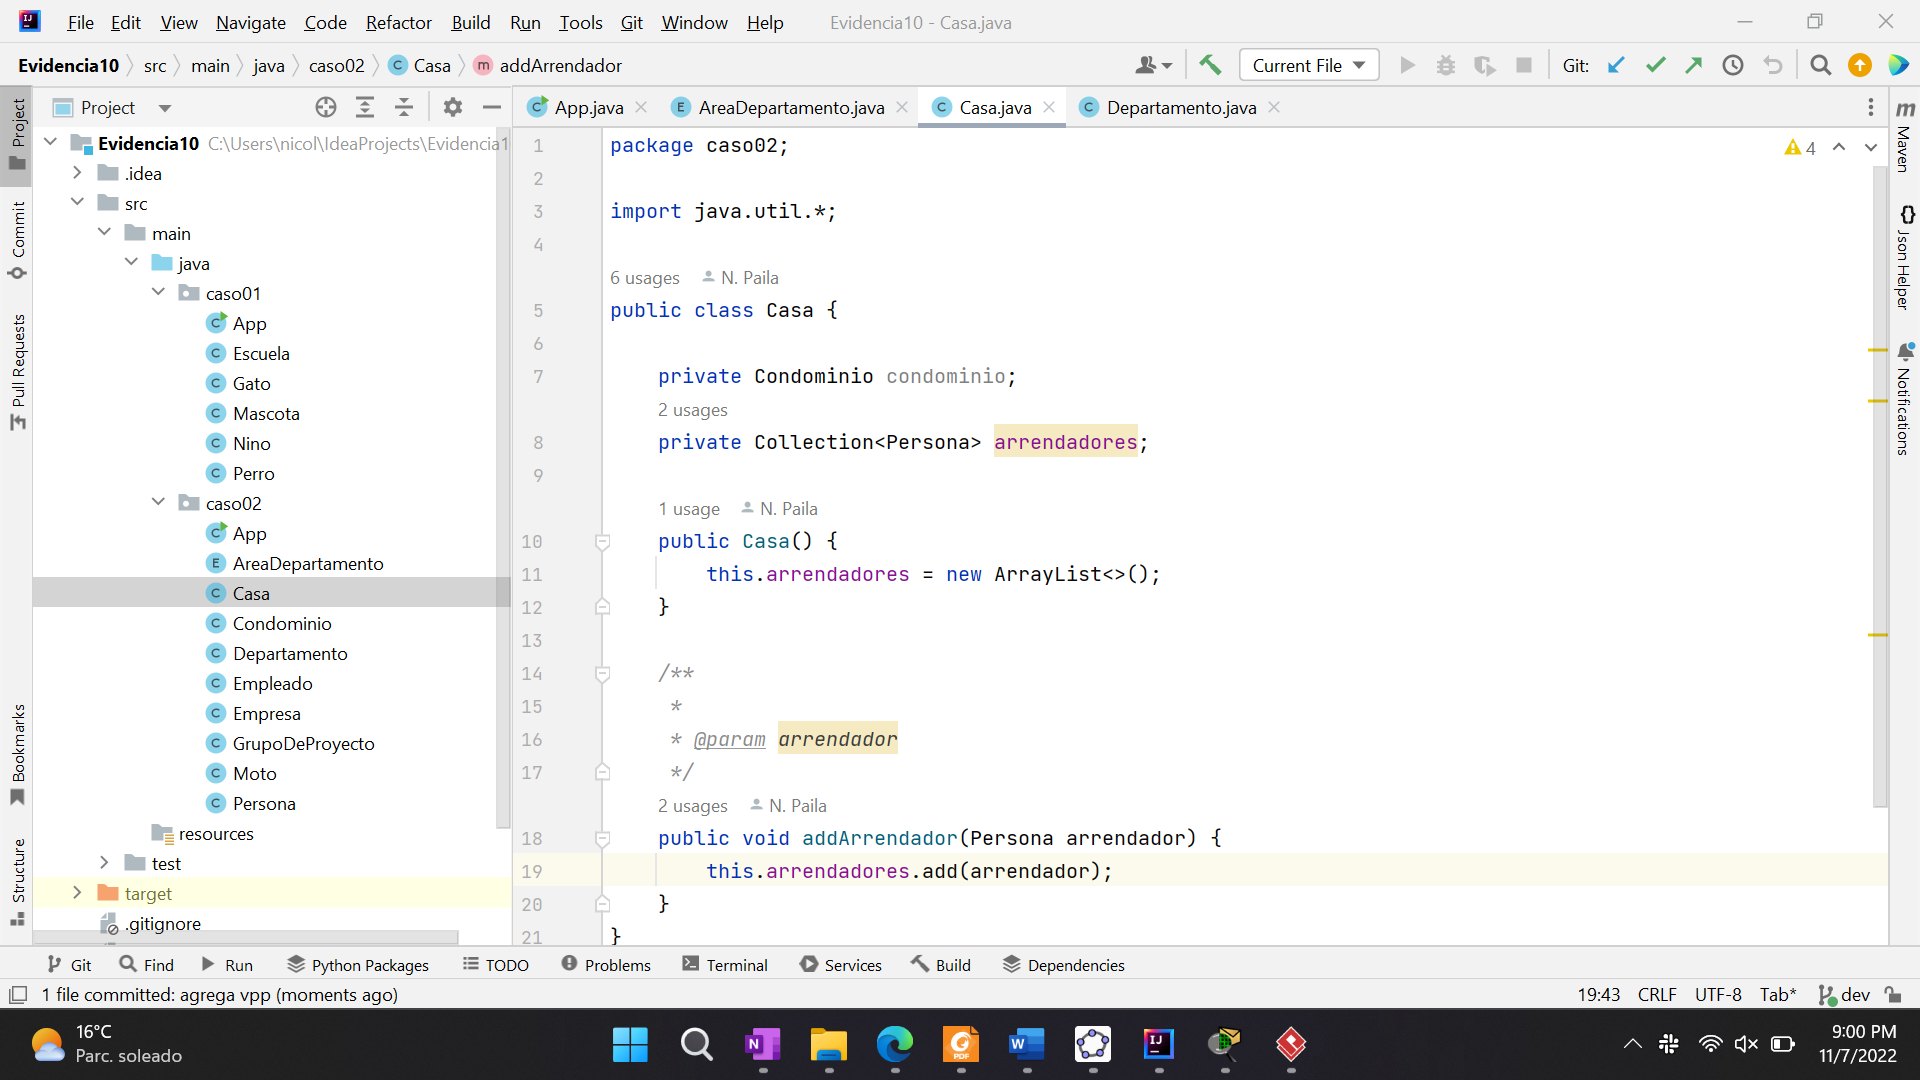 File Edit View Navigate Code Refactor Build Run Tools Git Window Help Evidencia10 - Casa.java
Evidencia10 src main java caso02 C Casa m addArrendador Current File Git:
Project
App.java
E AreaDepartamento.java
C Casa.java
C Departamento.java
Evidencia10 C:\Users\nicol\IdeaProjects\Evidencia1
.idea
src
main
java
caso01
C App
C Escuela
C Gato
C Mascota
C Nino
C Perro
caso02
C App
E AreaDepartamento
C Casa
C Condominio
C Departamento
C Empleado
C Empresa
C GrupoDeProyecto
C Moto
C Persona
resources
test
target
.gitignore
Project
Commit
Pull Requests
Bookmarks
Structure
1 package caso02;
2
3 import java.util.*;
4
6 usages N. Paila
5 public class Casa {
6
7 private Condominio condominio;
2 usages
8 private Collection<Persona> arrendadores;
9
1 usage N. Paila
10 public Casa() {
11 this.arrendadores = new ArrayList<>();
12 }
13
14 /**
15 *
16 * @param arrendador
17 */
2 usages N. Paila
18 public void addArrendador(Persona arrendador) {
19 this.arrendadores.add(arrendador);
20 }
21 }
4
m Maven
{} Json Helper
Notifications
Git Find Run Python Packages TODO Problems Terminal Services Build Dependencies
1 file committed: agrega vpp (moments ago) 19:43 CRLF UTF-8 Tab* dev
16°C
Parc. soleado
9:00 PM
11/7/2022